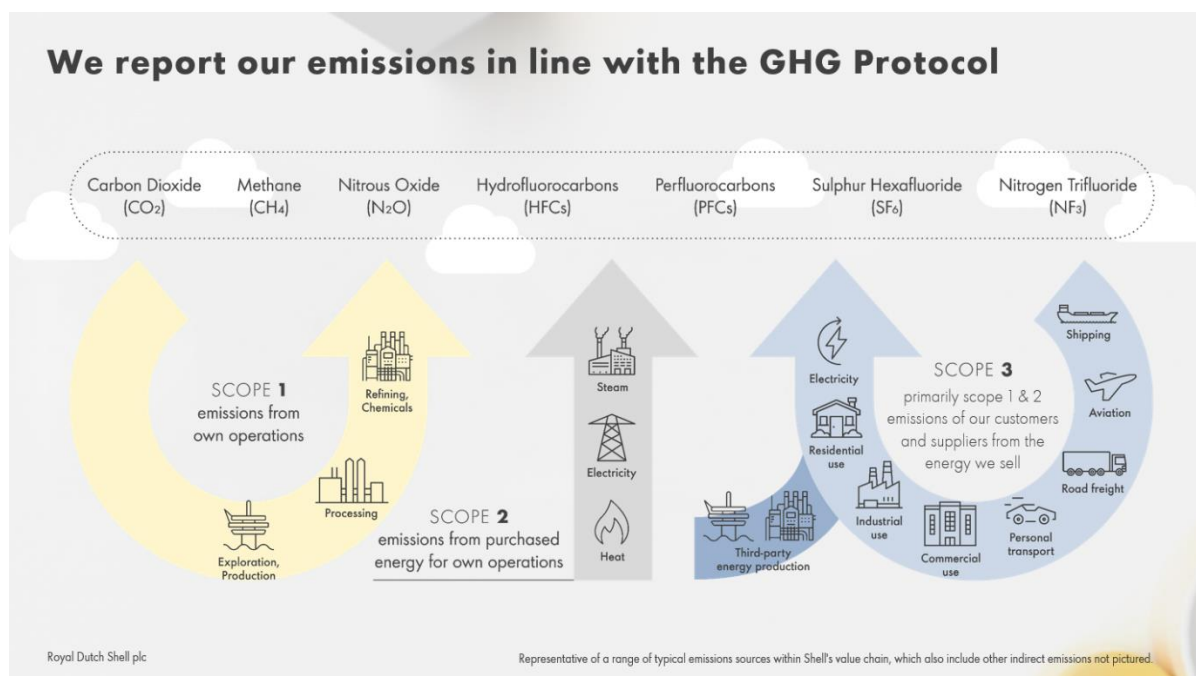 We report our emissions in line with the GHG Protocol
Carbon Dioxide
(CO₂)
Methane
(CH₄)
Nitrous Oxide
(N₂O)
Hydrofluorocarbons
(HFCs)
Perfluorocarbons
(PFCs)
Sulphur Hexafluoride
(SF₆)
Nitrogen Trifluoride
(NF₃)
SCOPE 1
emissions from
own operations
Refining,
Chemicals
Processing
Exploration,
Production
SCOPE 2
emissions from purchased
energy for own operations
Steam
Electricity
Heat
SCOPE 3
primarily scope 1 & 2
emissions of our customers
and suppliers from the
energy we sell
Third-party
energy production
Electricity
Residential
use
Industrial
use
Commercial
use
Personal
transport
Road freight
Aviation
Shipping
Royal Dutch Shell plc
Representative of a range of typical emissions sources within Shell's value chain, which also include other indirect emissions not pictured.